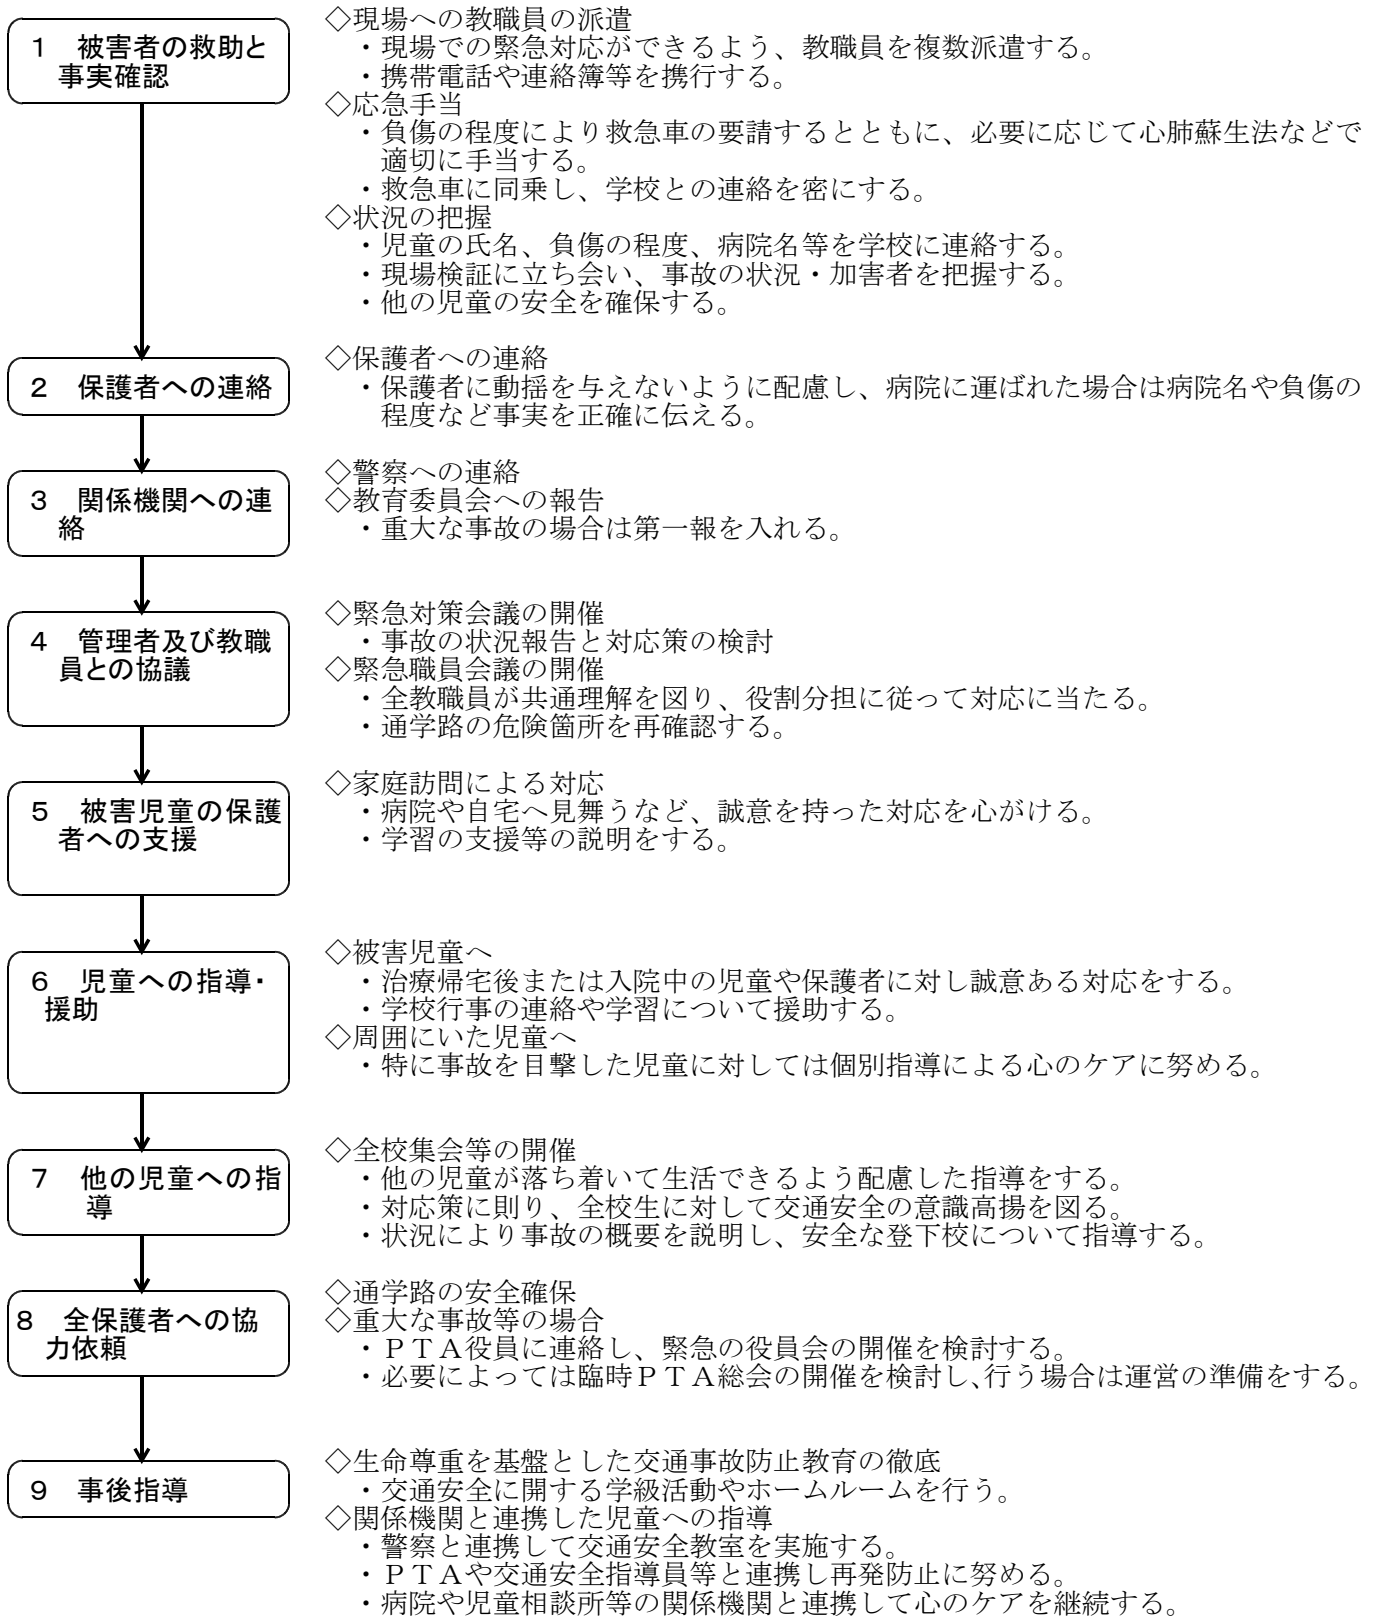 1 被害者の救助と
事実確認
◇現場への教職員の派遣
・現場での緊急対応ができるよう、教職員を複数派遣する。
・携帯電話や連絡簿等を携行する。
◇応急手当
・負傷の程度により救急車の要請するとともに、必要に応じて心肺蘇生法などで
適切に手当する。
・救急車に同乗し、学校との連絡を密にする。
◇状況の把握
・児童の氏名、負傷の程度、病院名等を学校に連絡する。
・現場検証に立ち会い、事故の状況・加害者を把握する。
・他の児童の安全を確保する。
2 保護者への連絡
◇保護者への連絡
・保護者に動揺を与えないように配慮し、病院に運ばれた場合は病院名や負傷の
程度など事実を正確に伝える。
3 関係機関への連
絡
◇警察への連絡
◇教育委員会への報告
・重大な事故の場合は第一報を入れる。
4 管理者及び教職
員との協議
◇緊急対策会議の開催
・事故の状況報告と対応策の検討
◇緊急職員会議の開催
・全教職員が共通理解を図り、役割分担に従って対応に当たる。
・通学路の危険箇所を再確認する。
5 被害児童の保護
者への支援
◇家庭訪問による対応
・病院や自宅へ見舞うなど、誠意を持った対応を心がける。
・学習の支援等の説明をする。
6 児童への指導・
援助
◇被害児童へ
・治療帰宅後または入院中の児童や保護者に対し誠意ある対応をする。
・学校行事の連絡や学習について援助する。
◇周囲にいた児童へ
・特に事故を目撃した児童に対しては個別指導による心のケアに努める。
7 他の児童への指
導
◇全校集会等の開催
・他の児童が落ち着いて生活できるよう配慮した指導をする。
・対応策に則り、全校生に対して交通安全の意識高揚を図る。
・状況により事故の概要を説明し、安全な登下校について指導する。
8 全保護者への協
力依頼
◇通学路の安全確保
◇重大な事故等の場合
・PTA役員に連絡し、緊急の役員会の開催を検討する。
・必要によっては臨時PTA総会の開催を検討し、行う場合は運営の準備をする。
9 事後指導
◇生命尊重を基盤とした交通事故防止教育の徹底
・交通安全に開する学級活動やホームルームを行う。
◇関係機関と連携した児童への指導
・警察と連携して交通安全教室を実施する。
・PTAや交通安全指導員等と連携し再発防止に努める。
・病院や児童相談所等の関係機関と連携して心のケアを継続する。